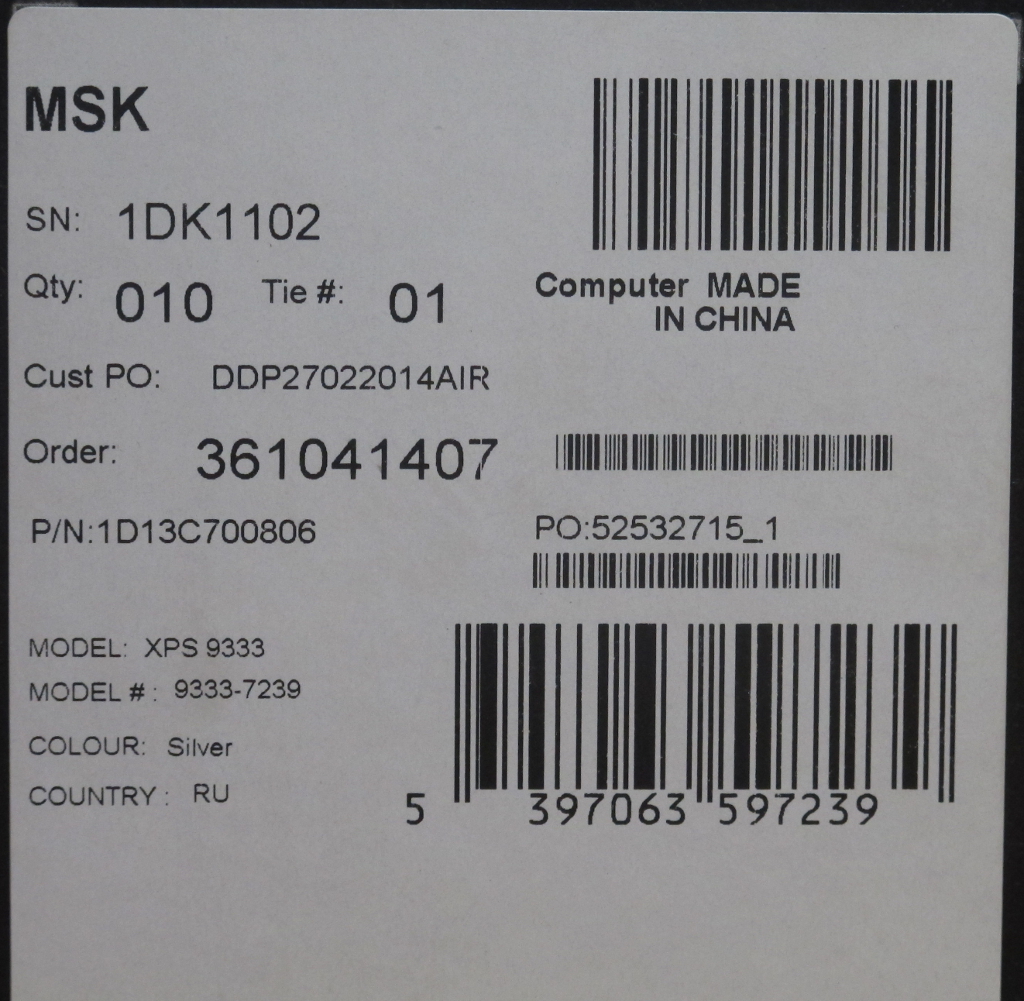 MSK
SN: 1DK1102
Qty: 010 Tie #: 01
Computer MADE
IN CHINA
Cust PO: DDP27022014AIR
Order: 361041407
P/N:1D13C700806
PO:52532715_1
MODEL: XPS 9333
MODEL # : 9333-7239
COLOUR: Silver
COUNTRY : RU
5 397063 597239